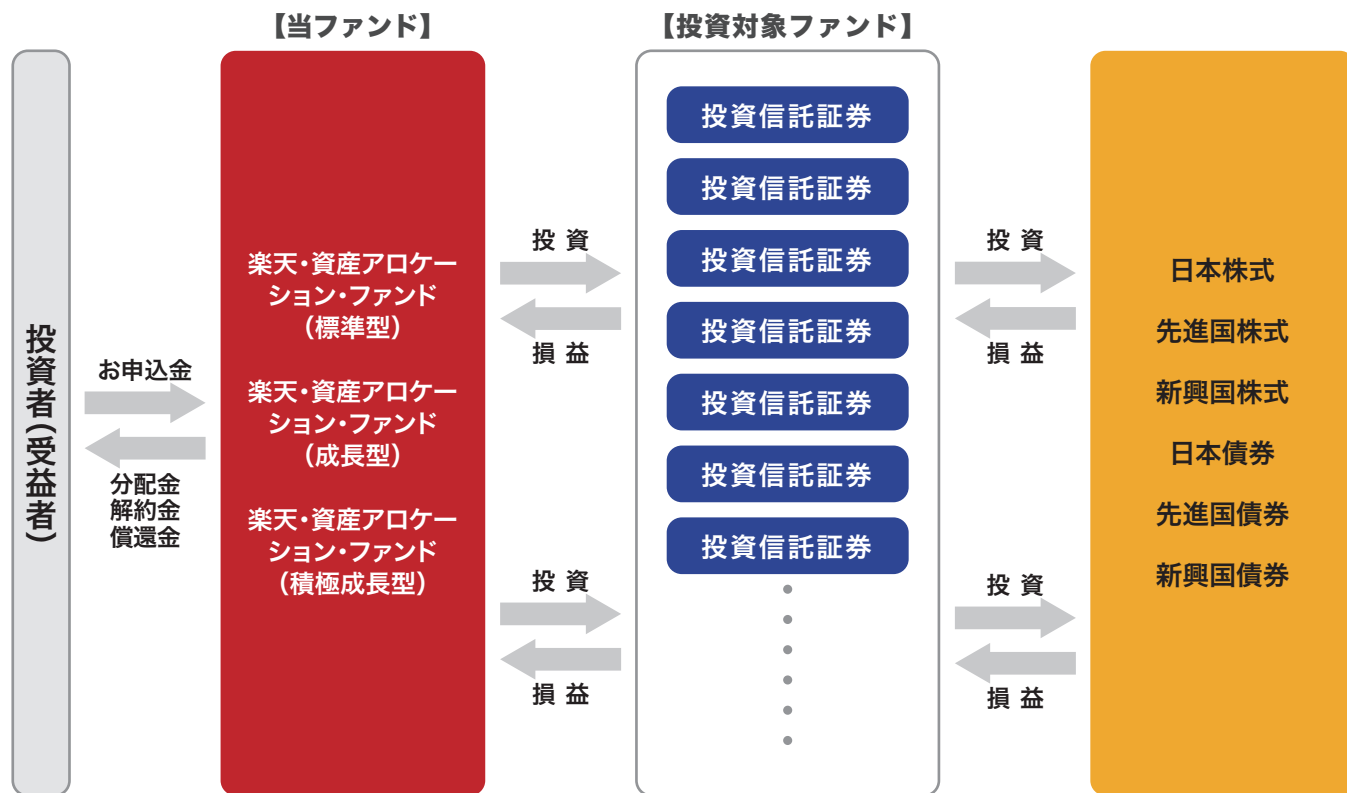 【当ファンド】
【投資対象ファンド】
投資者(受益者)
お申込金
分配金
解約金
償還金
楽天・資産アロケー
ション・ファンド
(標準型)
楽天・資産アロケー
ション・ファンド
(成長型)
楽天・資産アロケー
ション・ファンド
(積極成長型)
投資
損益
投資
損益
投資信託証券
投資信託証券
投資信託証券
投資信託証券
投資信託証券
投資信託証券
投資信託証券
投資
損益
投資
損益
日本株式
先進国株式
新興国株式
日本債券
先進国債券
新興国債券